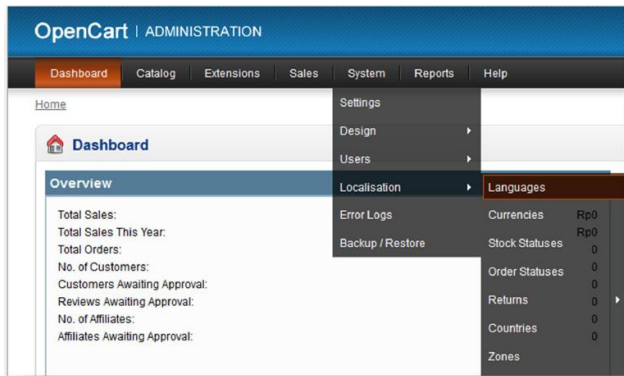 OpenCart | ADMINISTRATION
Dashboard Catalog Extensions Sales System Reports Help
Home
Settings
Design
Users
Localisation
Error Logs
Backup / Restore
Languages
Currencies
Stock Statuses
Order Statuses
Returns
Countries
Zones
Dashboard
Overview
Total Sales: Rp0
Total Sales This Year: Rp0
Total Orders: 0
No. of Customers: 0
Customers Awaiting Approval: 0
Reviews Awaiting Approval: 0
No. of Affiliates: 0
Affiliates Awaiting Approval: 0